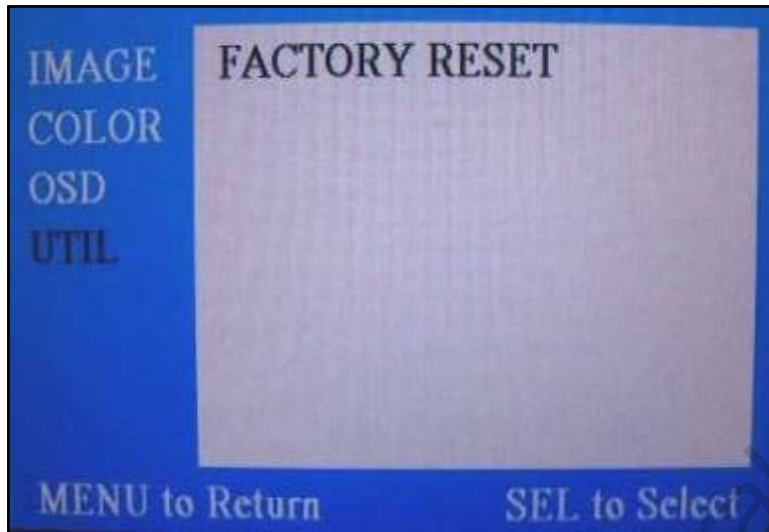 IMAGE
FACTORY RESET
COLOR
OSD
UTIL
MENU to Return
SEL to Select